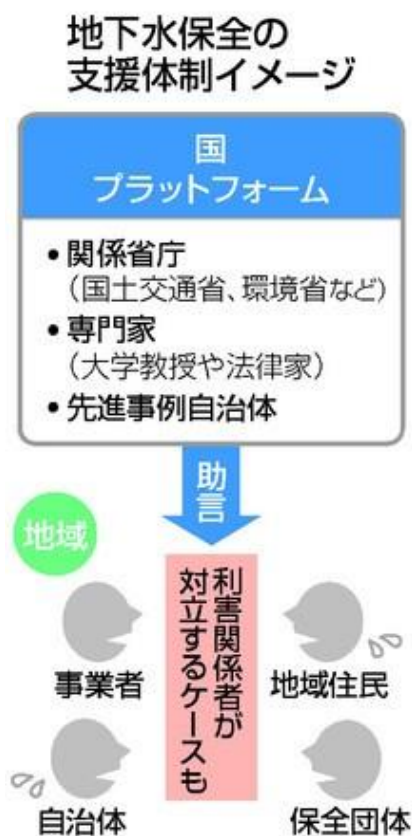 地下水保全の
支援体制イメージ
国
プラットフォーム
•関係省庁
(国土交通省、環境省など)
•専門家
(大学教授や法律家)
•先進事例自治体
助言
地域
利害関係者が
対立するケースも
事業者
地域住民
自治体
保全団体